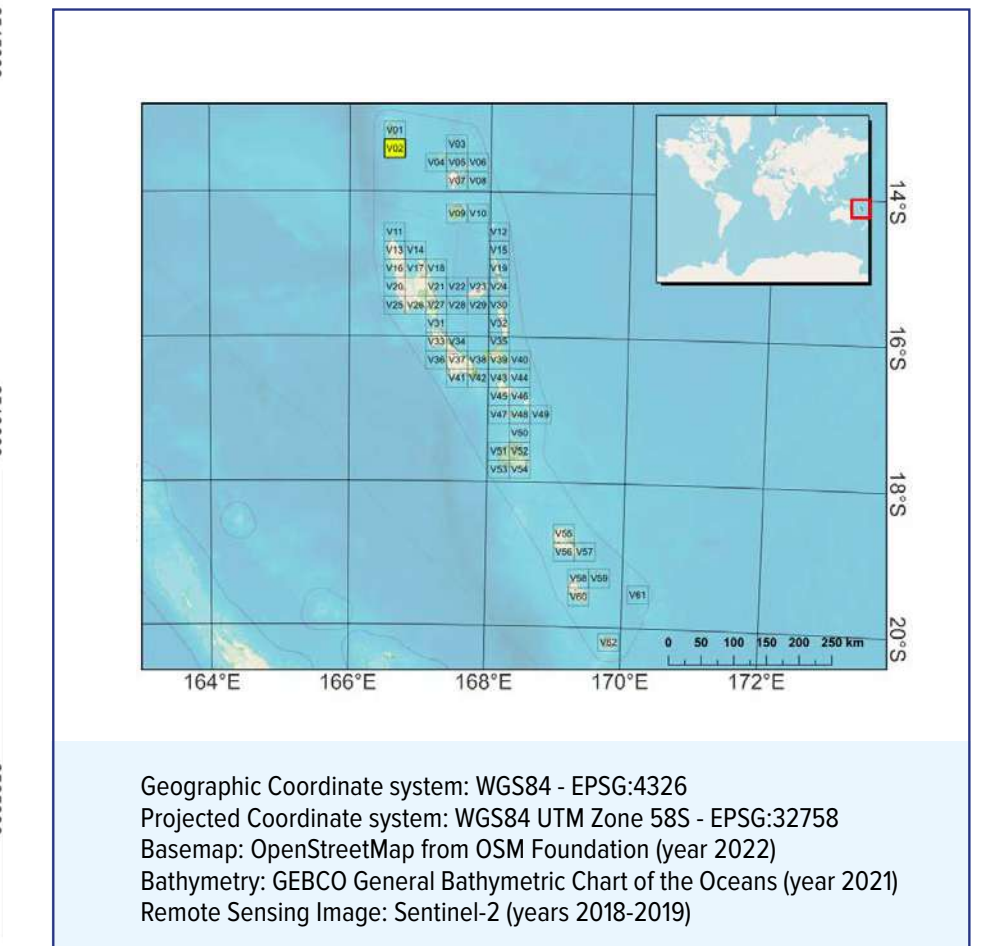 V01
V02
V03
V04 V05 V06
V07 V08
14°S
V09 V10
V11 V12
V13 V14 V15
V16 V17 V18 V19
V20 V21 V22 V23 V24
V25 V26 V27 V28 V29 V30
V31 V32
V33 V34 V35
16°S
V36 V37 V38 V39 V40
V41 V42 V43 V44
V45 V46
V47 V48 V49
V50
V51 V52
V53 V54
18°S
V55
V56 V57
V58 V59
V60 V61
20°S
V62
0 50 100 150 200 250 km
164°E 166°E 168°E 170°E 172°E
Geographic Coordinate system: WGS84 - EPSG:4326
Projected Coordinate system: WGS84 UTM Zone 58S - EPSG:32758
Basemap: OpenStreetMap from OSM Foundation (year 2022)
Bathymetry: GEBCO General Bathymetric Chart of the Oceans (year 2021)
Remote Sensing Image: Sentinel-2 (years 2018-2019)